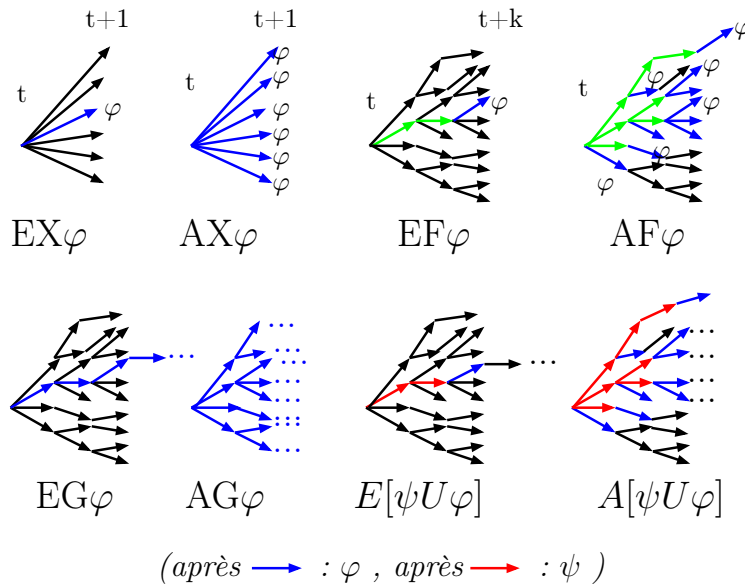 t+1 t+1 t+k φ
t φ t φ t φ t φ φ
φ φ φ
φ φ
φ φ
φ φ
EXφ AXφ EFφ AFφ
... ... ... ...
EGφ AGφ E[ψUφ] A[ψUφ]
(après : φ , après : ψ )